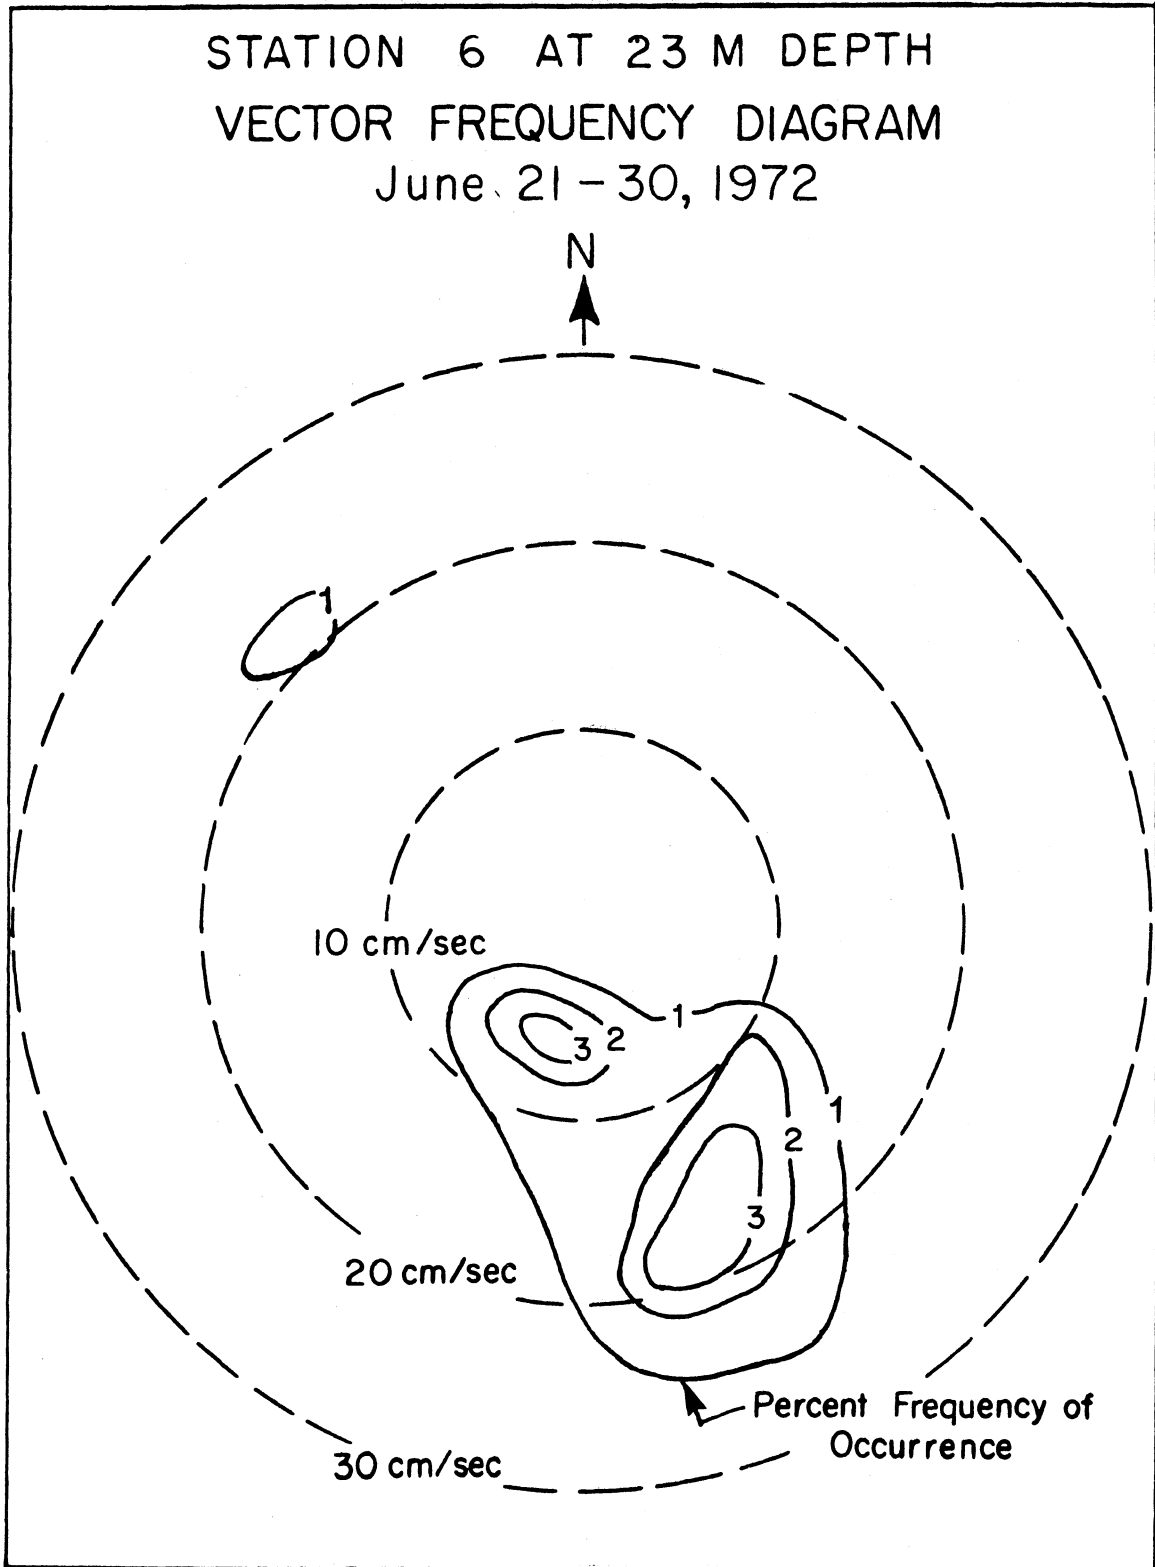 STATION 6 AT 23 M DEPTH
VECTOR FREQUENCY DIAGRAM
June 21-30, 1972
N
1
10 cm/sec
1
2
3
1
2
3
20 cm/sec
Percent Frequency of
Occurrence
30 cm/sec